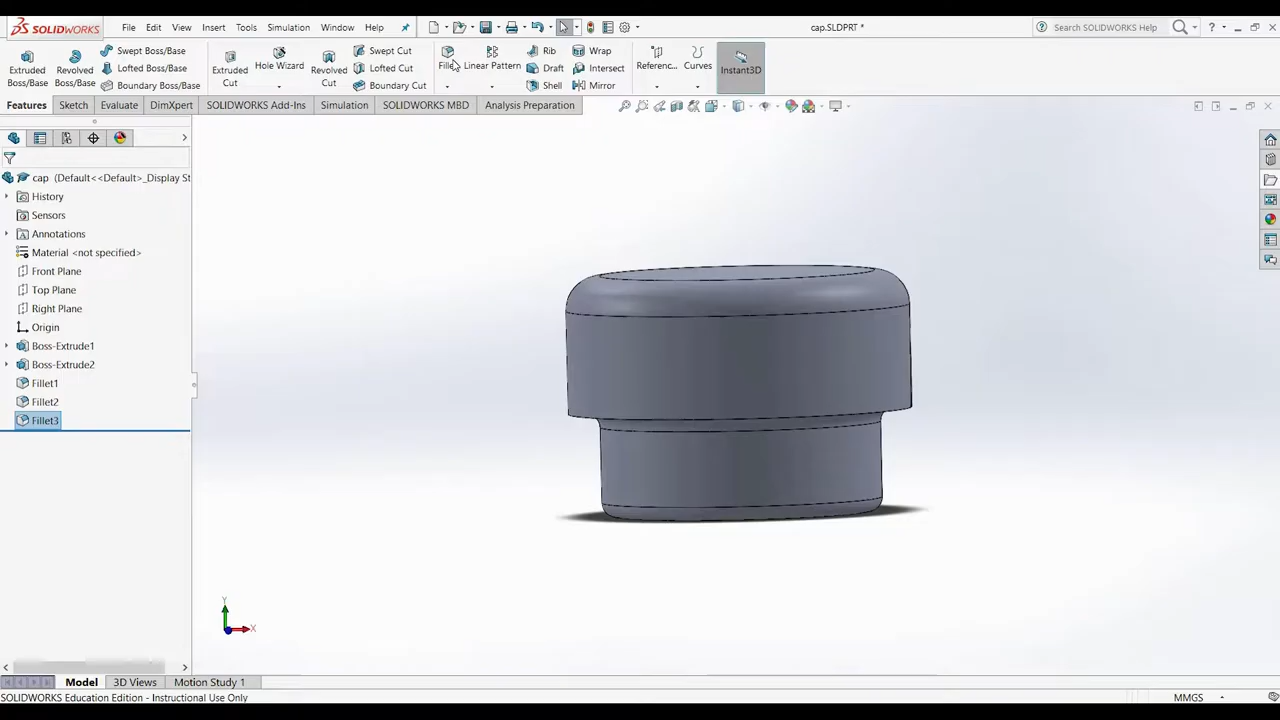 SOLIDWORKS File Edit View Insert Tools Simulation Window Help cap.SLDPRT * Search SOLIDWORKS Help ?
Extruded Boss/Base
Revolved Boss/Base
Swept Boss/Base
Lofted Boss/Base
Boundary Boss/Base
Extruded Cut
Hole Wizard
Revolved Cut
Swept Cut
Lofted Cut
Boundary Cut
Linear Pattern
Rib
Draft
Shell
Wrap
Intersect
Mirror
Referenc...
Curves
Instant3D
Features Sketch Evaluate DimXpert SOLIDWORKS Add-Ins Simulation SOLIDWORKS MBD Analysis Preparation
cap (Default<<Default>_Display St
History
Sensors
Annotations
Material <not specified>
Front Plane
Top Plane
Right Plane
Origin
Boss-Extrude1
Boss-Extrude2
Fillet1
Fillet2
Fillet3
Y
X
Model 3D Views Motion Study 1
SOLIDWORKS Education Edition - Instructional Use Only MMGS